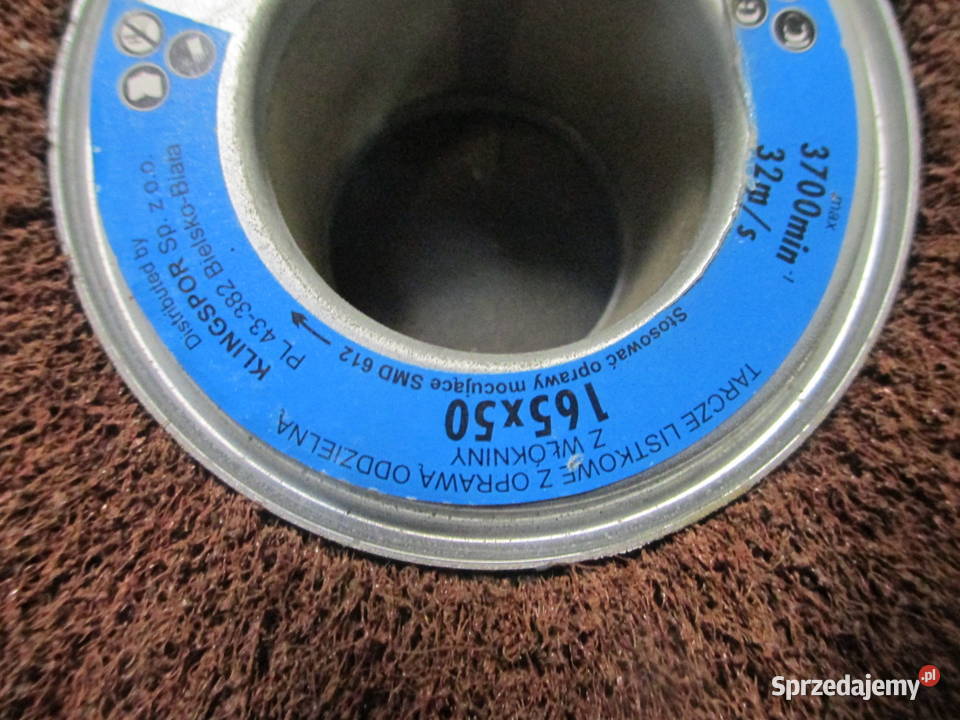 TARCZE LISTKOWE Z OPRAWĄ ODDZIELNĄ
Z WŁÓKNINY
165x50
Stosować oprawy mocujące SMD 612
max
3700min-1
32m/s
Distributed by
KLINGSPOR Sp. z o.o.
PL 43-382 Bielsko-Biała
Sprzedajemy.pl